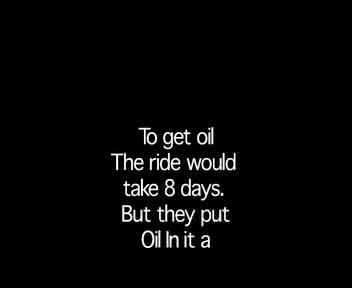 To get oil
The ride would
take 8 days.
But they put
Oil In it a